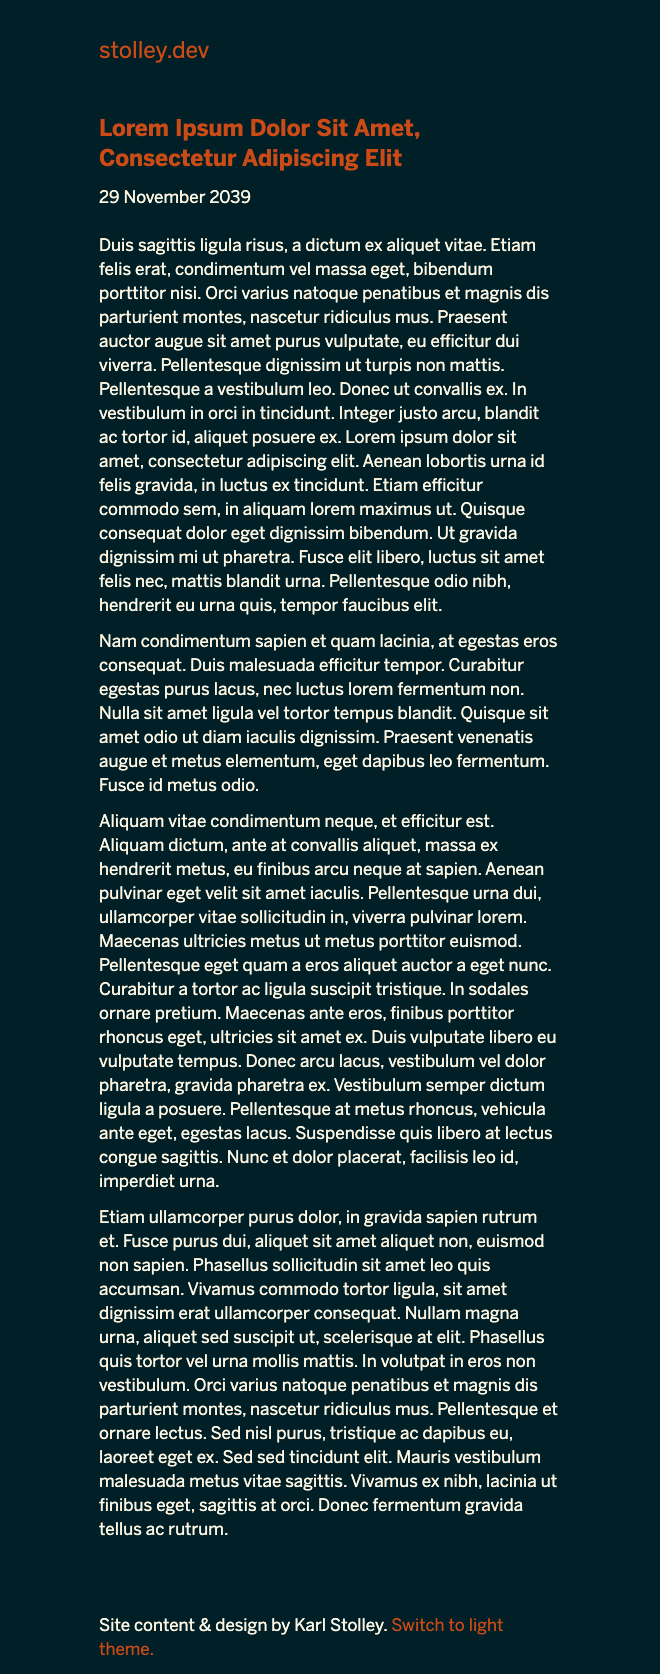 stolley.dev
Lorem Ipsum Dolor Sit Amet,
Consectetur Adipiscing Elit
29 November 2039
Duis sagittis ligula risus, a dictum ex aliquet vitae. Etiam
felis erat, condimentum vel massa eget, bibendum
porttitor nisi. Orci varius natoque penatibus et magnis dis
parturient montes, nascetur ridiculus mus. Praesent
auctor augue sit amet purus vulputate, eu efficitur dui
viverra. Pellentesque dignissim ut turpis non mattis.
Pellentesque a vestibulum leo. Donec ut convallis ex. In
vestibulum in orci in tincidunt. Integer justo arcu, blandit
ac tortor id, aliquet posuere ex. Lorem ipsum dolor sit
amet, consectetur adipiscing elit. Aenean lobortis urna id
felis gravida, in luctus ex tincidunt. Etiam efficitur
commodo sem, in aliquam lorem maximus ut. Quisque
consequat dolor eget dignissim bibendum. Ut gravida
dignissim mi ut pharetra. Fusce elit libero, luctus sit amet
felis nec, mattis blandit urna. Pellentesque odio nibh,
hendrerit eu urna quis, tempor faucibus elit.
Nam condimentum sapien et quam lacinia, at egestas eros
consequat. Duis malesuada efficitur tempor. Curabitur
egestas purus lacus, nec luctus lorem fermentum non.
Nulla sit amet ligula vel tortor tempus blandit. Quisque sit
amet odio ut diam iaculis dignissim. Praesent venenatis
augue et metus elementum, eget dapibus leo fermentum.
Fusce id metus odio.
Aliquam vitae condimentum neque, et efficitur est.
Aliquam dictum, ante at convallis aliquet, massa ex
hendrerit metus, eu finibus arcu neque at sapien. Aenean
pulvinar eget velit sit amet iaculis. Pellentesque urna dui,
ullamcorper vitae sollicitudin in, viverra pulvinar lorem.
Maecenas ultricies metus ut metus porttitor euismod.
Pellentesque eget quam a eros aliquet auctor a eget nunc.
Curabitur a tortor ac ligula suscipit tristique. In sodales
ornare pretium. Maecenas ante eros, finibus porttitor
rhoncus eget, ultricies sit amet ex. Duis vulputate libero eu
vulputate tempus. Donec arcu lacus, vestibulum vel dolor
pharetra, gravida pharetra ex. Vestibulum semper dictum
ligula a posuere. Pellentesque at metus rhoncus, vehicula
ante eget, egestas lacus. Suspendisse quis libero at lectus
congue sagittis. Nunc et dolor placerat, facilisis leo id,
imperdiet urna.
Etiam ullamcorper purus dolor, in gravida sapien rutrum
et. Fusce purus dui, aliquet sit amet aliquet non, euismod
non sapien. Phasellus sollicitudin sit amet leo quis
accumsan. Vivamus commodo tortor ligula, sit amet
dignissim erat ullamcorper consequat. Nullam magna
urna, aliquet sed suscipit ut, scelerisque at elit. Phasellus
quis tortor vel urna mollis mattis. In volutpat in eros non
vestibulum. Orci varius natoque penatibus et magnis dis
parturient montes, nascetur ridiculus mus. Pellentesque et
ornare lectus. Sed nisl purus, tristique ac dapibus eu,
laoreet eget ex. Sed sed tincidunt elit. Mauris vestibulum
malesuada metus vitae sagittis. Vivamus ex nibh, lacinia ut
finibus eget, sagittis at orci. Donec fermentum gravida
tellus ac rutrum.
Site content & design by Karl Stolley. Switch to light
theme.